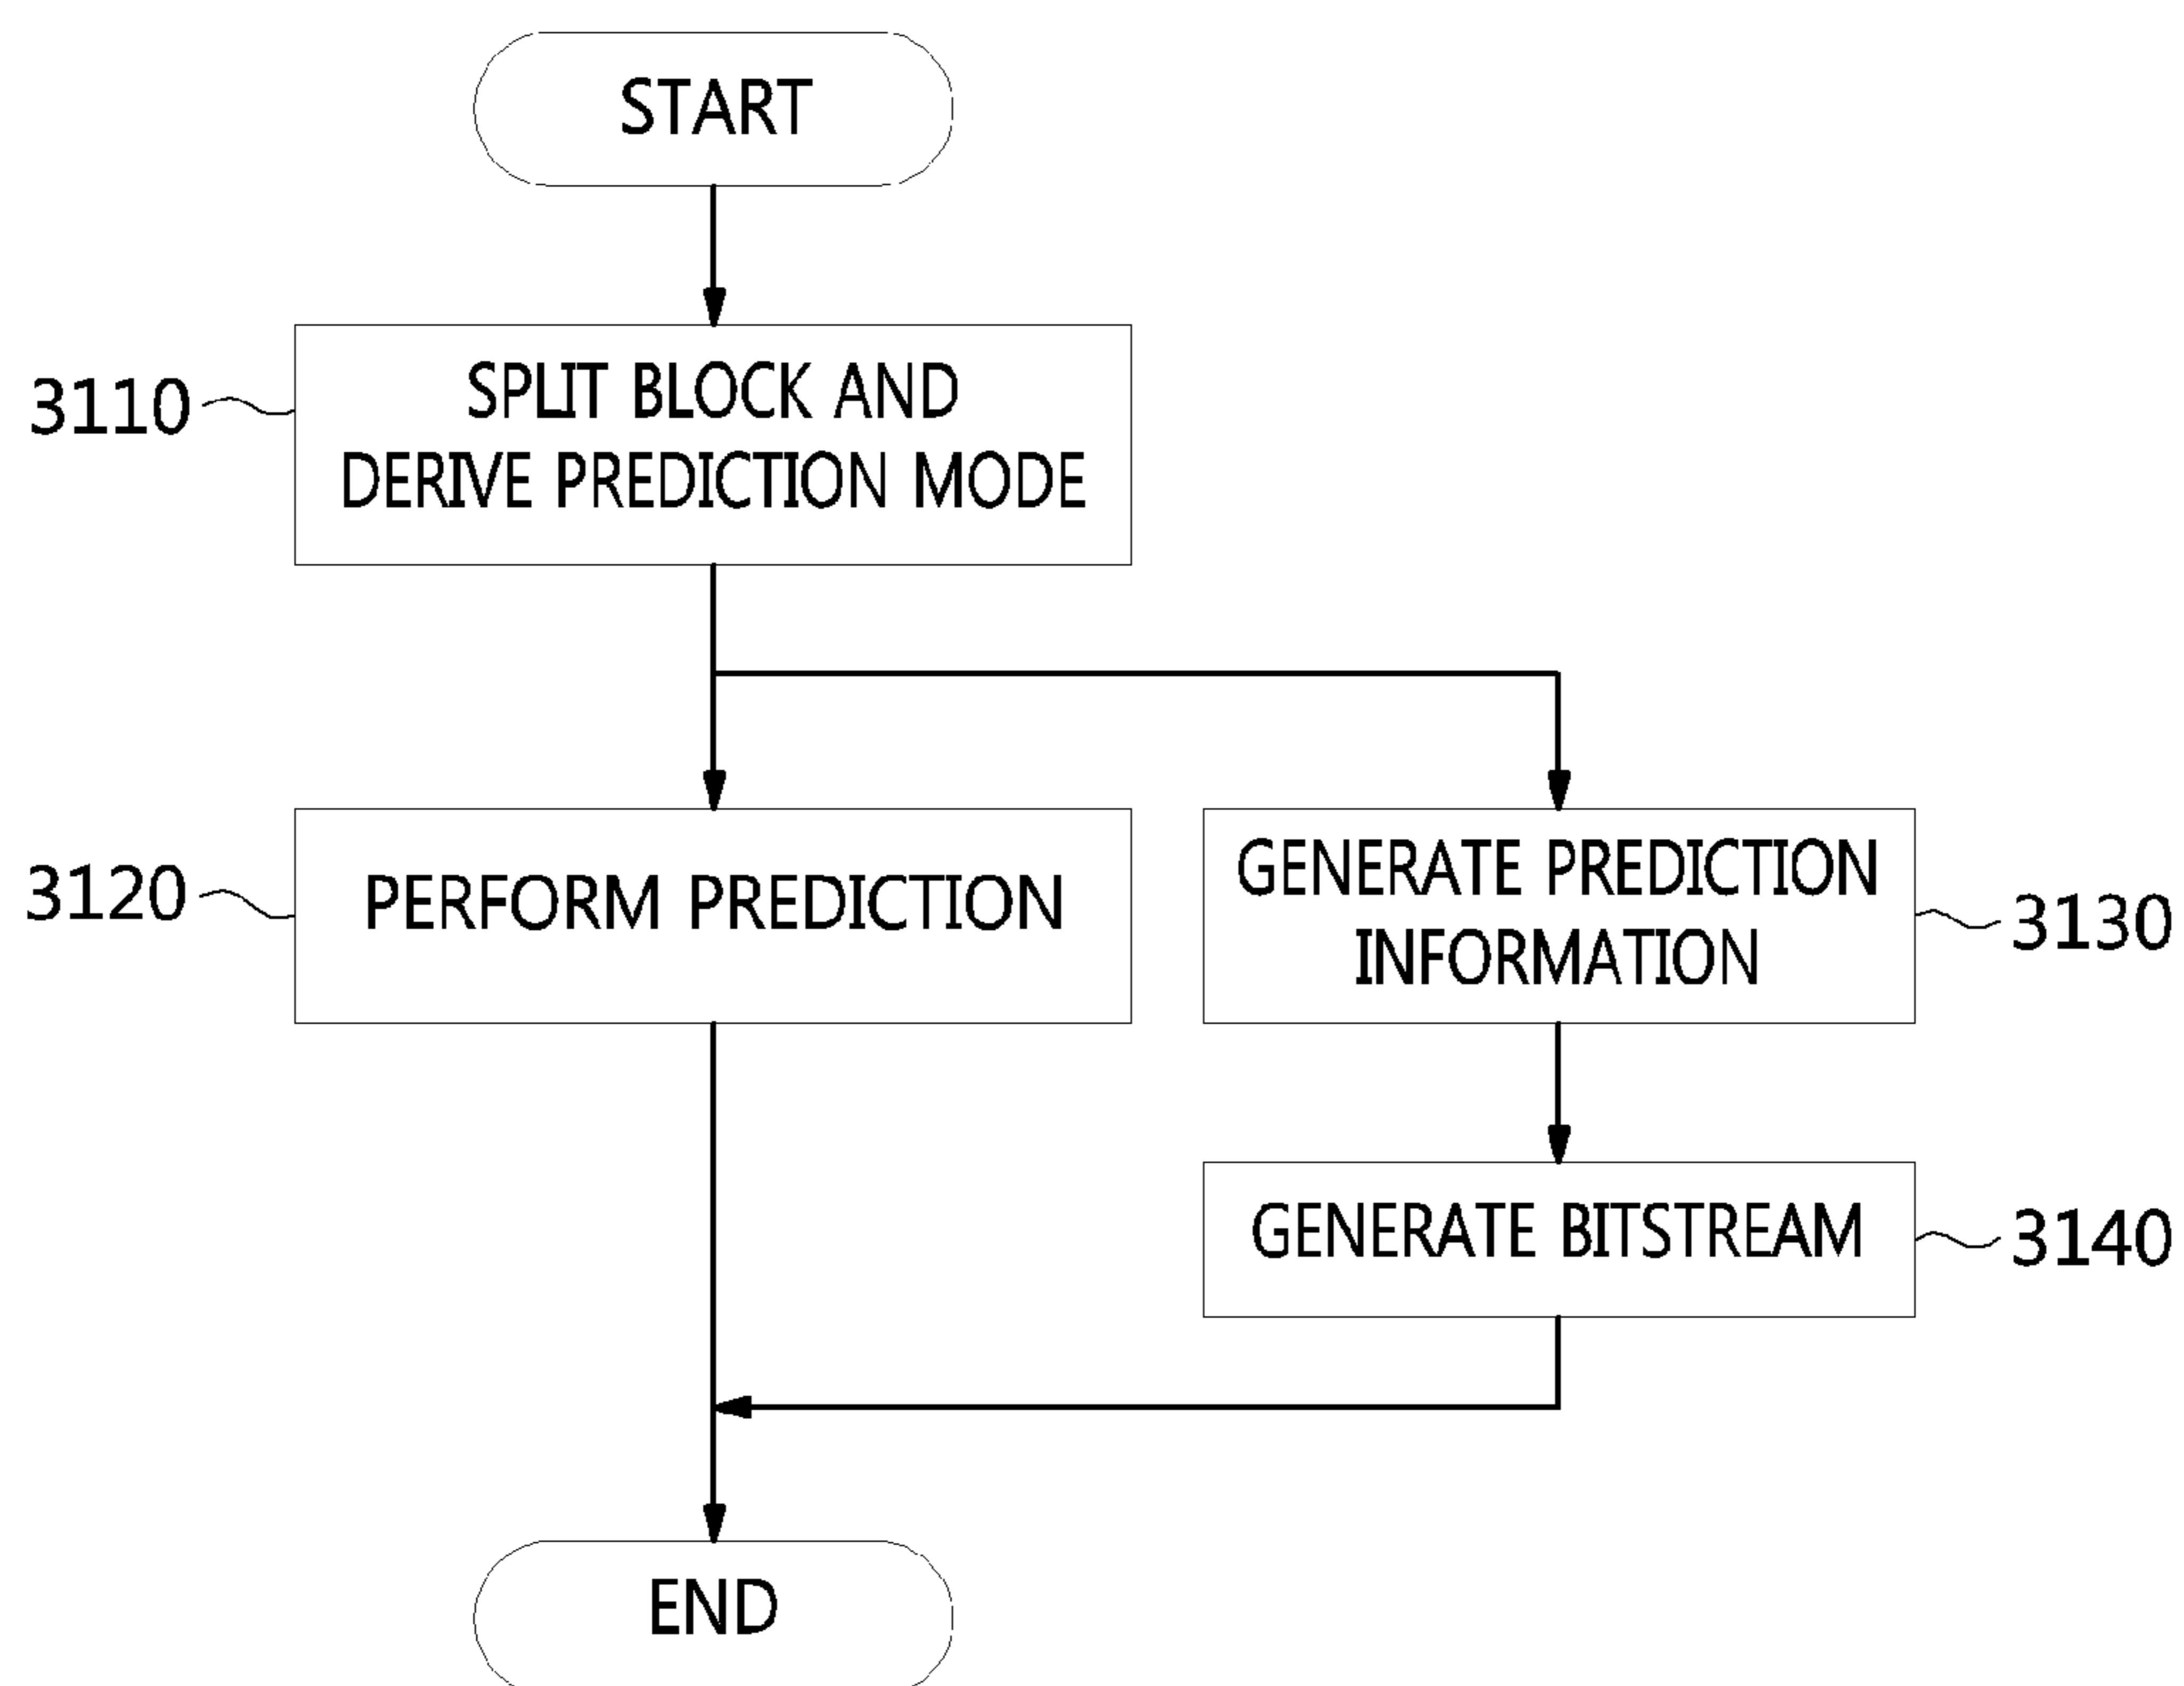 START
3110
SPLIT BLOCK AND
DERIVE PREDICTION MODE
3120
PERFORM PREDICTION
GENERATE PREDICTION
INFORMATION
3130
GENERATE BITSTREAM
3140
END